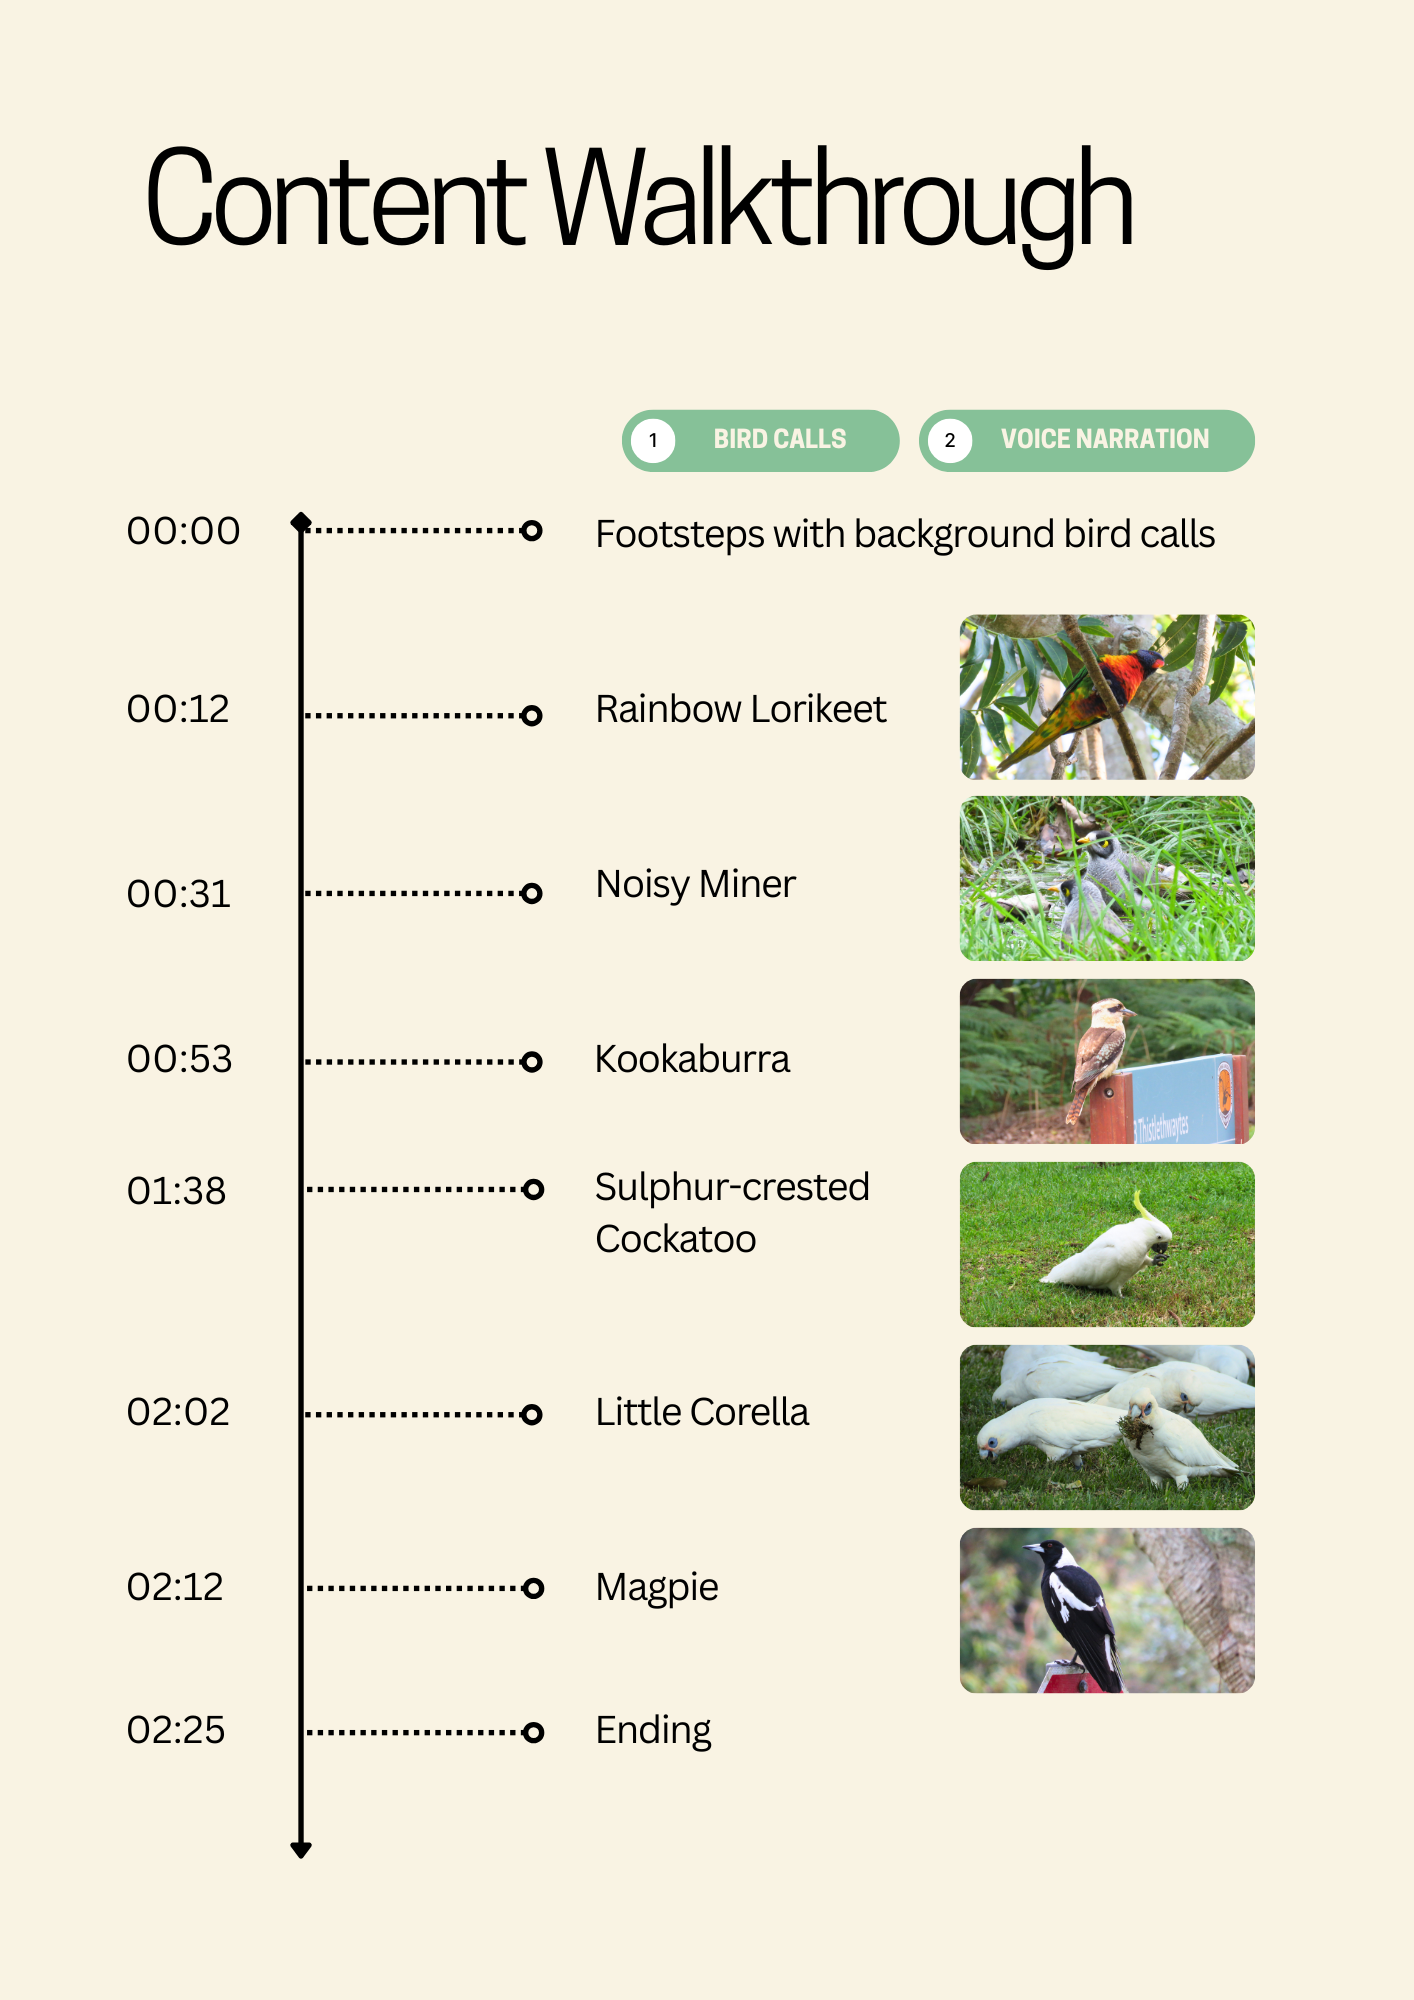 Content Walkthrough
1 BIRD CALLS 2 VOICE NARRATION
00:00 Footsteps with background bird calls
00:12 Rainbow Lorikeet
00:31 Noisy Miner
00:53 Kookaburra
3 Thistlethwaytes
01:38 Sulphur-crested
Cockatoo
02:02 Little Corella
02:12 Magpie
02:25 Ending